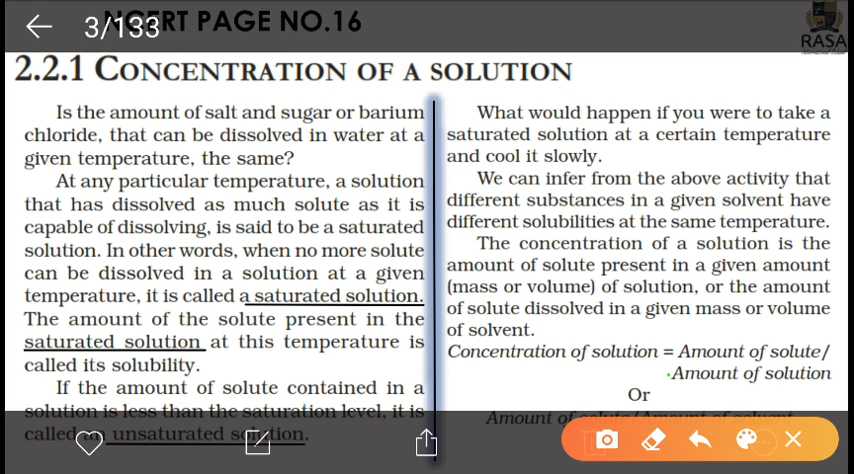 NCERT PAGE NO.16
3/133
RASA
2.2.1 CONCENTRATION OF A SOLUTION
Is the amount of salt and sugar or barium
chloride, that can be dissolved in water at a
given temperature, the same?
At any particular temperature, a solution
that has dissolved as much solute as it is
capable of dissolving, is said to be a saturated
solution. In other words, when no more solute
can be dissolved in a solution at a given
temperature, it is called a saturated solution.
The amount of the solute present in the
saturated solution at this temperature is
called its solubility.
If the amount of solute contained in a
solution is less than the saturation level, it is
called an unsaturated solution.
What would happen if you were to take a
saturated solution at a certain temperature
and cool it slowly.
We can infer from the above activity that
different substances in a given solvent have
different solubilities at the same temperature.
The concentration of a solution is the
amount of solute present in a given amount
(mass or volume) of solution, or the amount
of solute dissolved in a given mass or volume
of solvent.
Concentration of solution = Amount of solute/
Amount of solution
Or
Amount of solute/Amount of solvent